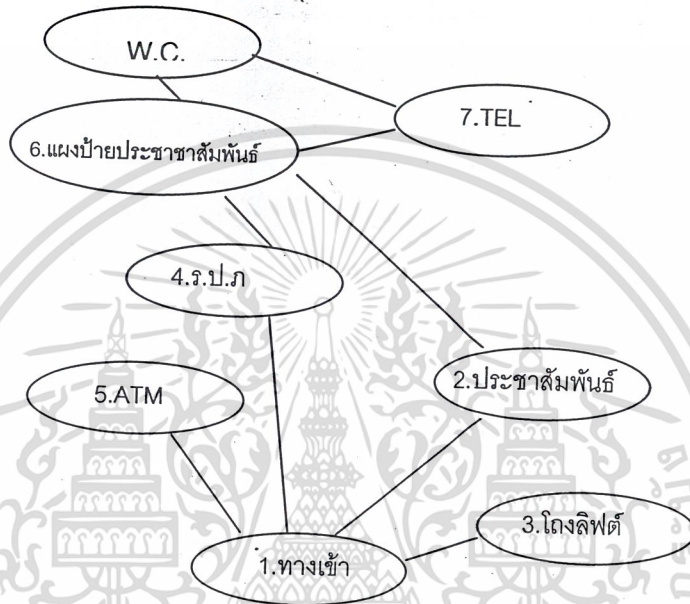 W.C.
7.TEL
6.แผงป้ายประชาชาสัมพันธ์
4.ร.ป.ภ
5.ATM
2.ประชาสัมพันธ์
3.โถงลิฟต์
1.ทางเข้า